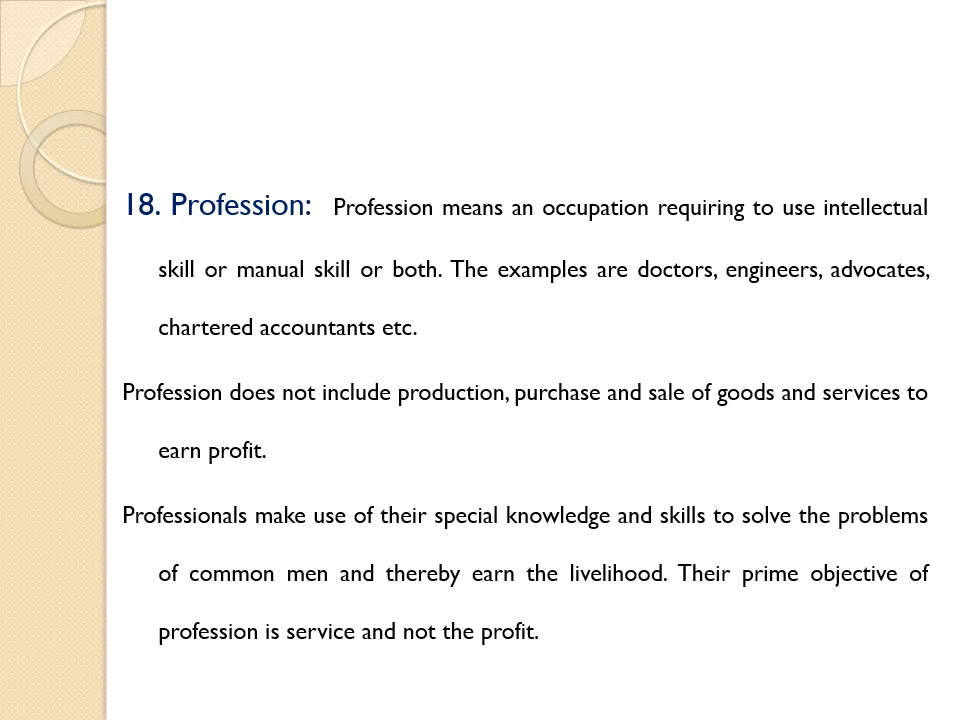 18. Profession: Profession means an occupation requiring to use intellectual
skill or manual skill or both. The examples are doctors, engineers, advocates,
chartered accountants etc.
Profession does not include production, purchase and sale of goods and services to
earn profit.
Professionals make use of their special knowledge and skills to solve the problems
of common men and thereby earn the livelihood. Their prime objective of
profession is service and not the profit.